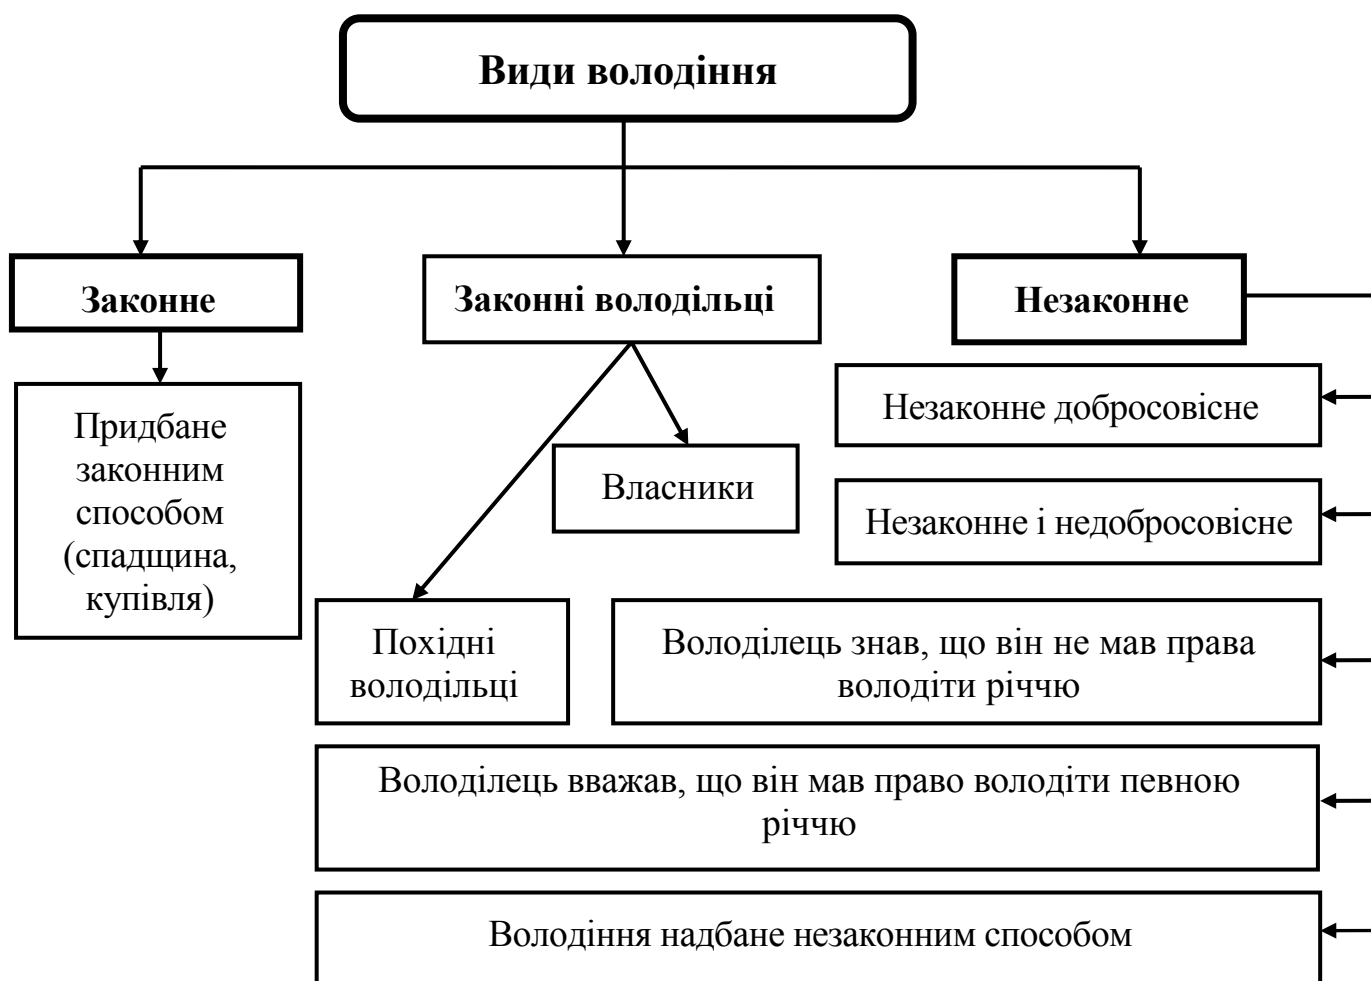 Види володіння
Законне
Законні володільці
Незаконне
Придбане
законним
способом
(спадщина,
купівля)
Власники
Похідні
володільці
Незаконне добросовісне
Незаконне і недобросовісне
Володілець знав, що він не мав права
володіти річчю
Володілець вважав, що він мав право володіти певною
річчю
Володіння надбане незаконним способом